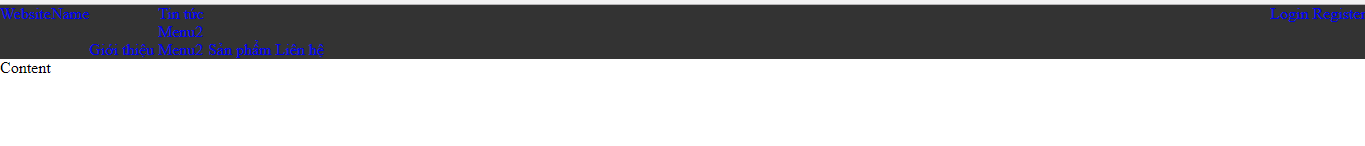 WebsiteName Tin tức Login Register
Menu2
Giới thiệu Menu2 Sản phẩm Liên hệ
Content